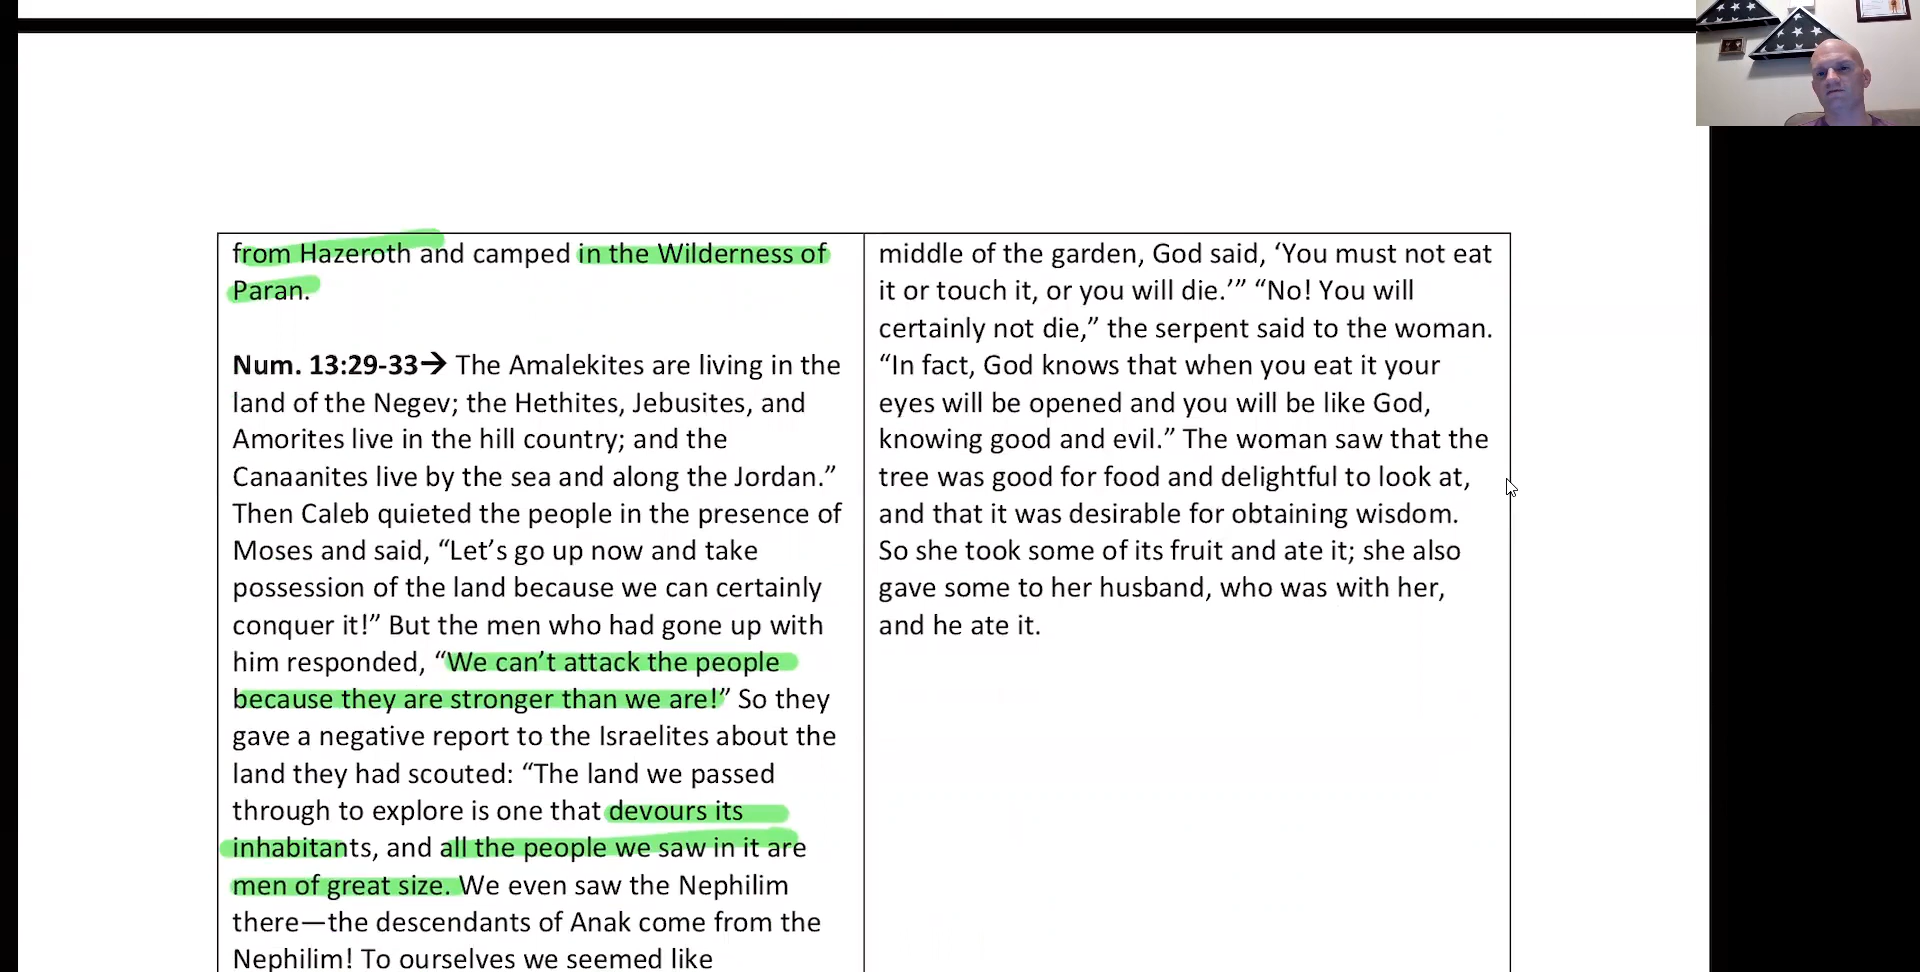 from Hazeroth and camped in the Wilderness of
Paran.
Num. 13:29-33→ The Amalekites are living in the
land of the Negev; the Hethites, Jebusites, and
Amorites live in the hill country; and the
Canaanites live by the sea and along the Jordan.”
Then Caleb quieted the people in the presence of
Moses and said, “Let’s go up now and take
possession of the land because we can certainly
conquer it!” But the men who had gone up with
him responded, “We can’t attack the people
because they are stronger than we are!” So they
gave a negative report to the Israelites about the
land they had scouted: “The land we passed
through to explore is one that devours its
inhabitants, and all the people we saw in it are
men of great size. We even saw the Nephilim
there—the descendants of Anak come from the
Nephilim! To ourselves we seemed like
middle of the garden, God said, ‘You must not eat
it or touch it, or you will die.’” “No! You will
certainly not die,” the serpent said to the woman.
“In fact, God knows that when you eat it your
eyes will be opened and you will be like God,
knowing good and evil.” The woman saw that the
tree was good for food and delightful to look at,
and that it was desirable for obtaining wisdom.
So she took some of its fruit and ate it; she also
gave some to her husband, who was with her,
and he ate it.